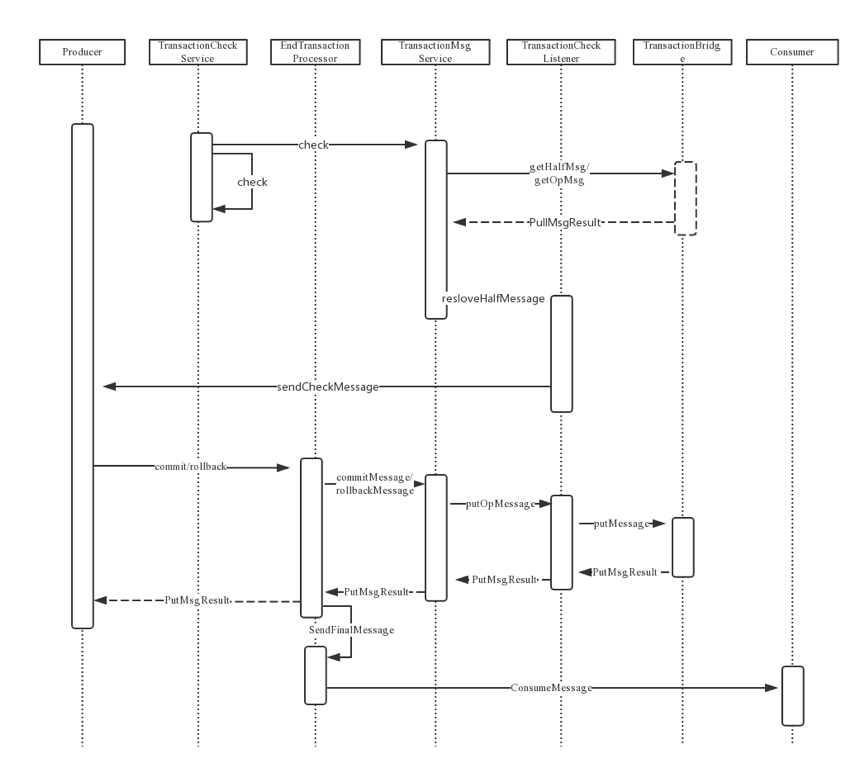 Producer
TransactionCheck
Service
EndTransaction
Processor
TransactionMsg
Service
TransactionCheck
Listener
TransactionBridg
e
Consumer
check
check
getHalfMsg/
getOpMsg
PullMsgResult
resloveHalfMessage
sendCheckMessage
commit/rollback
commitMessage/
rollbackMessage
putOpMessage
putMessage
PutMsgResult
PutMsgResult
PutMsgResult
PutMsgResult
SendFinalMessage
ConsumeMessage